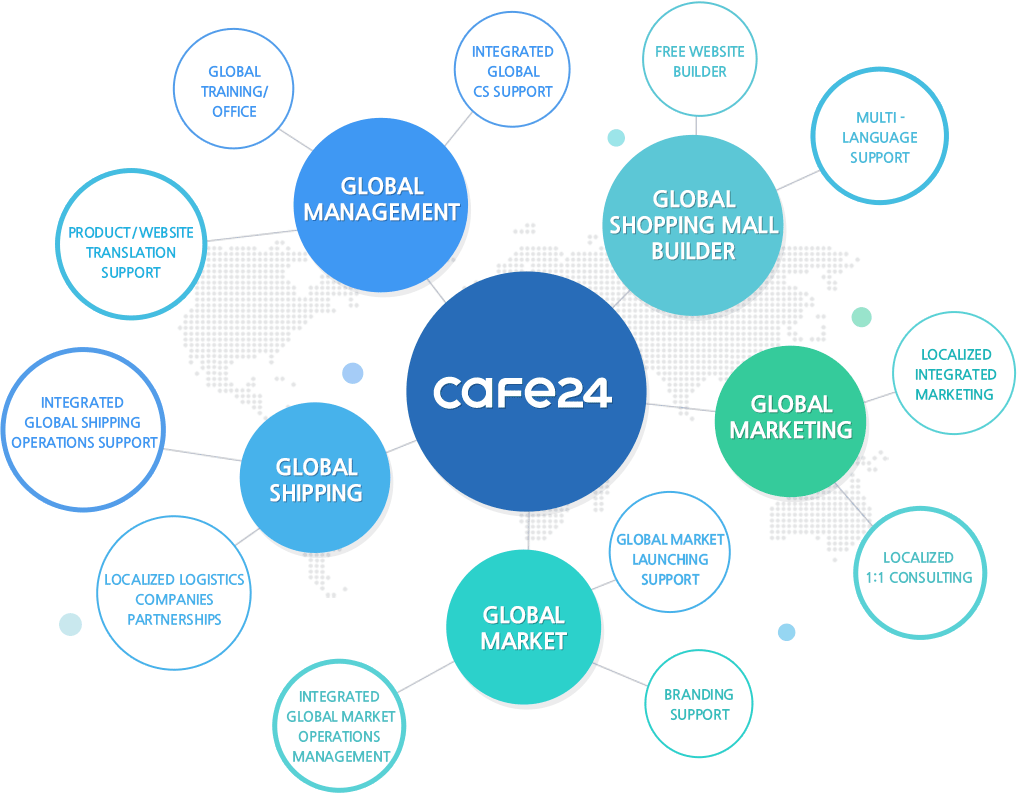 GLOBAL
TRAINING/
OFFICE
INTEGRATED
GLOBAL
CS SUPPORT
FREE WEBSITE
BUILDER
MULTI -
LANGUAGE
SUPPORT
GLOBAL
MANAGEMENT
GLOBAL
SHOPPING MALL
BUILDER
PRODUCT/WEBSITE
TRANSLATION
SUPPORT
cafe24
LOCALIZED
INTEGRATED
MARKETING
GLOBAL
MARKETING
INTEGRATED
GLOBAL SHIPPING
OPERATIONS SUPPORT
GLOBAL
SHIPPING
GLOBAL MARKET
LAUNCHING
SUPPORT
LOCALIZED
1:1 CONSULTING
LOCALIZED LOGISTICS
COMPANIES
PARTNERSHIPS
GLOBAL
MARKET
INTEGRATED
GLOBAL MARKET
OPERATIONS
MANAGEMENT
BRANDING
SUPPORT